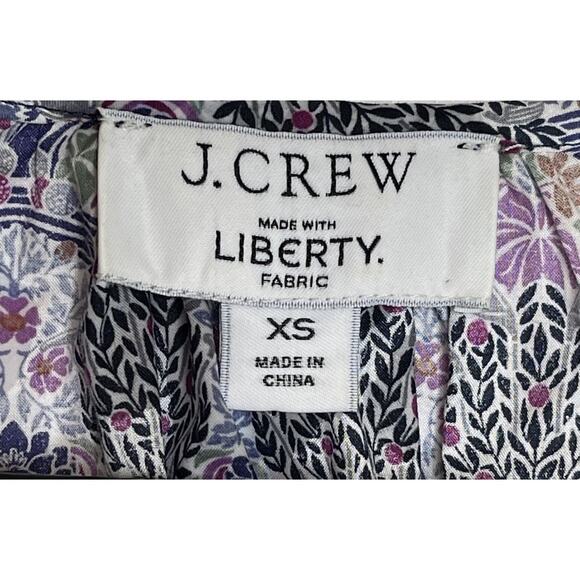 J.CREW
MADE WITH
LIBERTY.
FABRIC
XS
MADE IN
CHINA